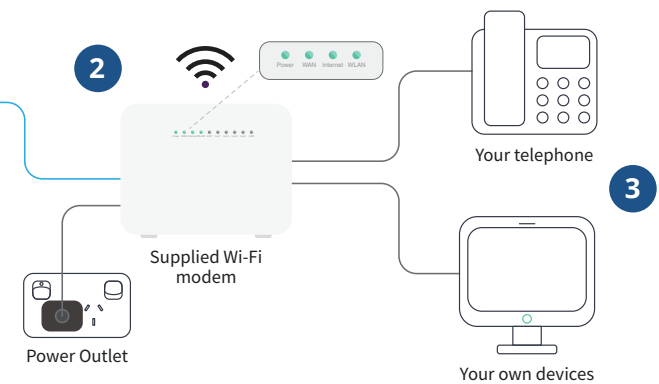 2
Power WAN Internet WLAN
Your telephone
3
Supplied Wi-Fi
modem
Power Outlet
Your own devices